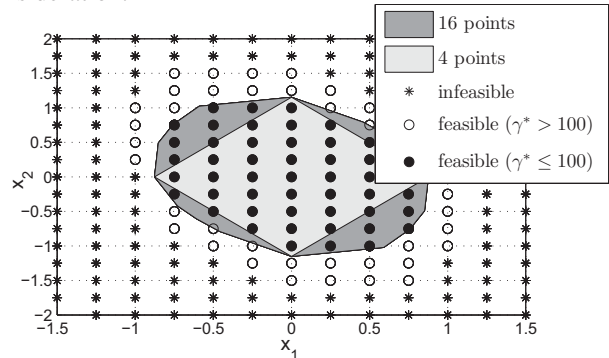 16 points
4 points
infeasible
feasible (γ* > 100)
feasible (γ* ≤ 100)
2
1.5
1
0.5
0
−0.5
−1
−1.5
−2
x2
−1.5
−1
−0.5
0
0.5
1
1.5
x1